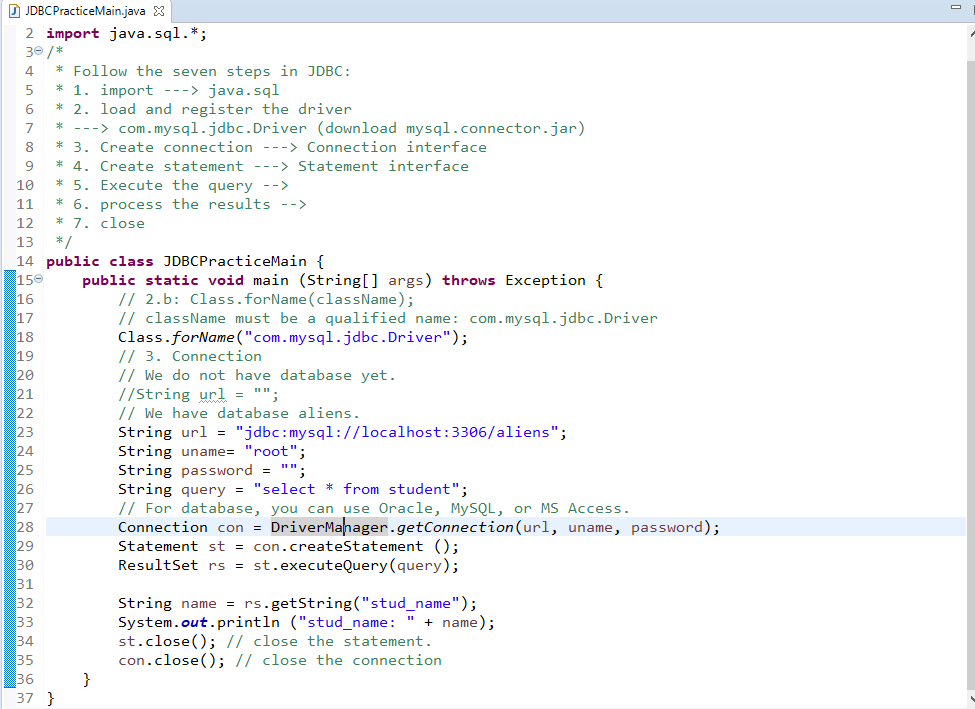 JDBCPracticeMain.java
2 import java.sql.*;
3 /*
4  * Follow the seven steps in JDBC:
5  * 1. import ---> java.sql
6  * 2. load and register the driver
7  * ---> com.mysql.jdbc.Driver (download mysql.connector.jar)
8  * 3. Create connection ---> Connection interface
9  * 4. Create statement ---> Statement interface
10  * 5. Execute the query -->
11  * 6. process the results -->
12  * 7. close
13  */
14 public class JDBCPracticeMain {
15     public static void main (String[] args) throws Exception {
16         // 2.b: Class.forName(className);
17         // className must be a qualified name: com.mysql.jdbc.Driver
18         Class.forName("com.mysql.jdbc.Driver");
19         // 3. Connection
20         // We do not have database yet.
21         //String url = "";
22         // We have database aliens.
23         String url = "jdbc:mysql://localhost:3306/aliens";
24         String uname= "root";
25         String password = "";
26         String query = "select * from student";
27         // For database, you can use Oracle, MySQL, or MS Access.
28         Connection con = DriverManager.getConnection(url, uname, password);
29         Statement st = con.createStatement ();
30         ResultSet rs = st.executeQuery(query);
31
32         String name = rs.getString("stud_name");
33         System.out.println ("stud_name: " + name);
34         st.close(); // close the statement.
35         con.close(); // close the connection
36     }
37 }